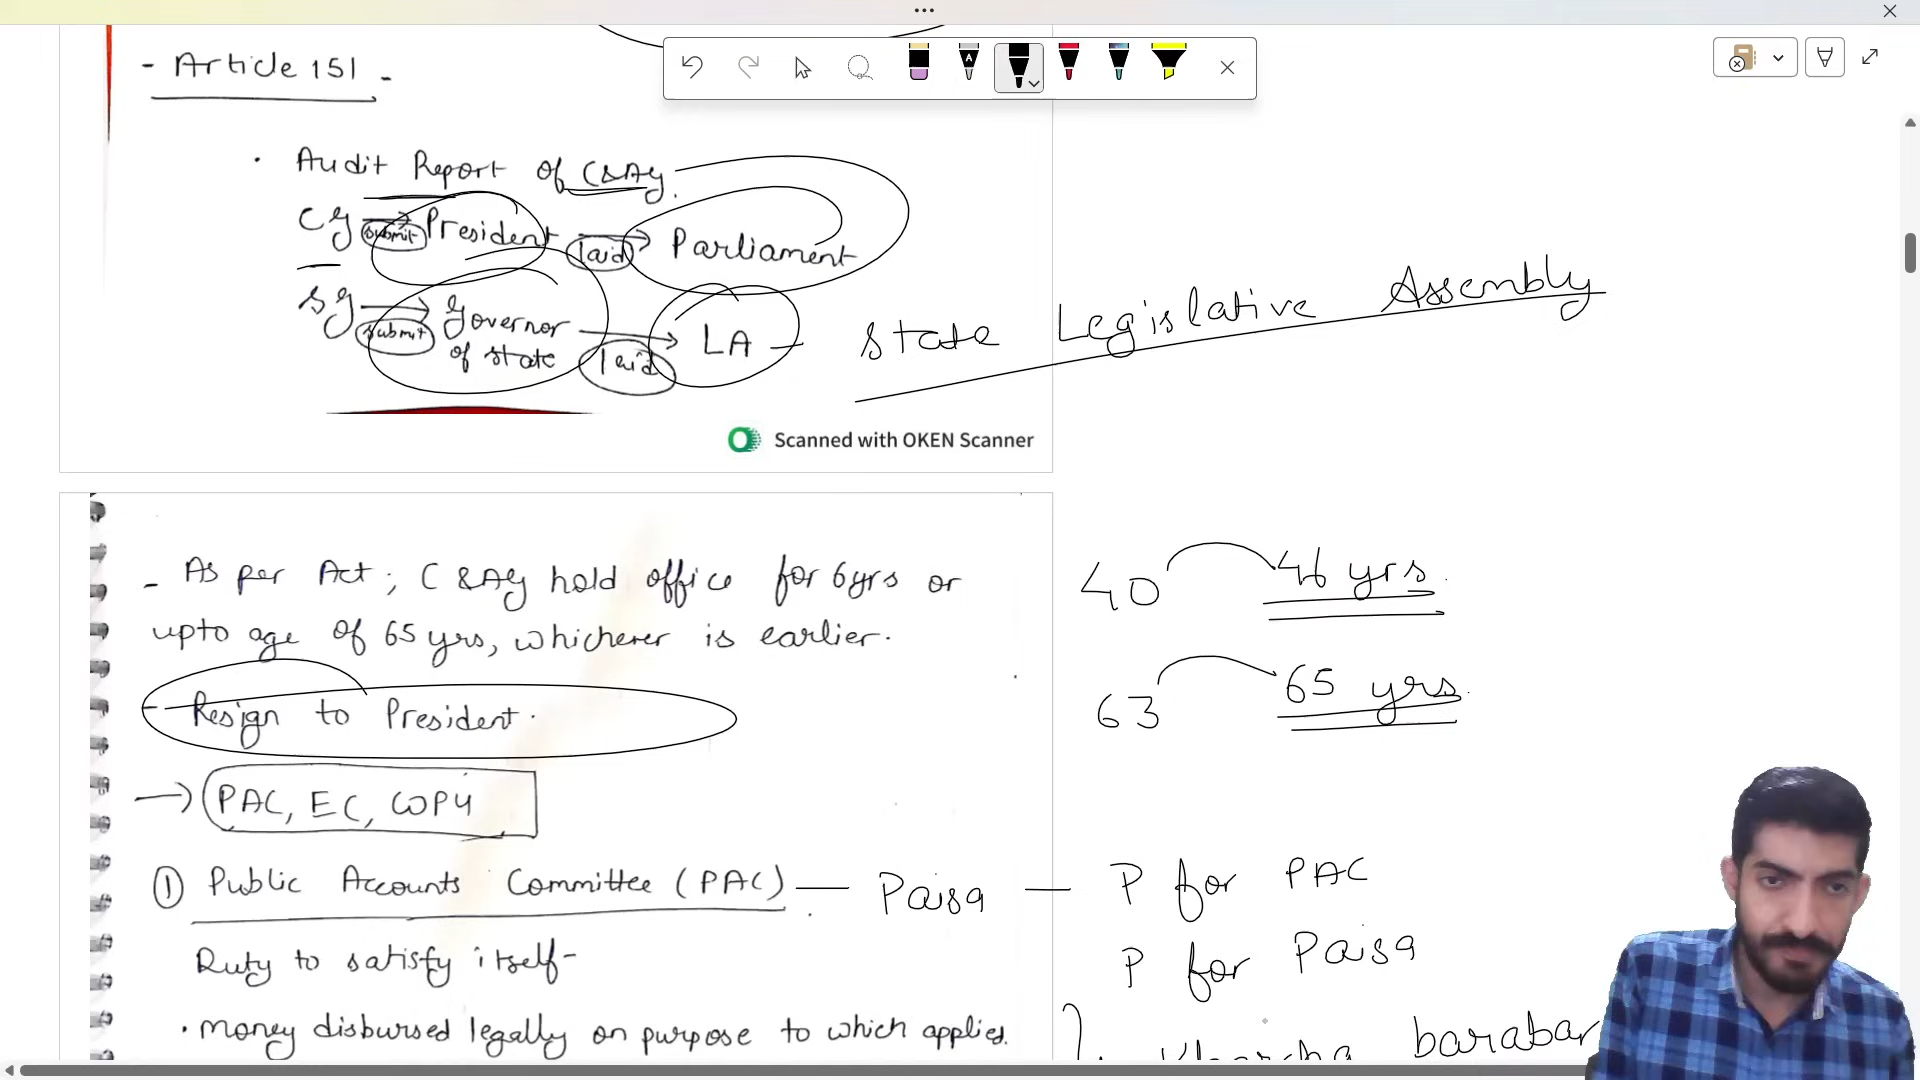 - Article 151 -
. Audit Report of C&AG.
CG submit President laid Parliament
SG submit Governor of state laid LA - State Legislative Assembly
Scanned with OKEN Scanner
- As per Act; C&AG hold office for 6yrs or
upto age of 65 yrs, whichever is earlier.
40 46 yrs.
- Resign to President.
63 65 yrs.
→ PAC, EC, COPU
① Public Accounts Committee (PAC) — Paisa — P for PAC
Duty to satisfy itself-
P for Paisa
. money disbursed legally on purpose to which applied.
Kharcha barabar